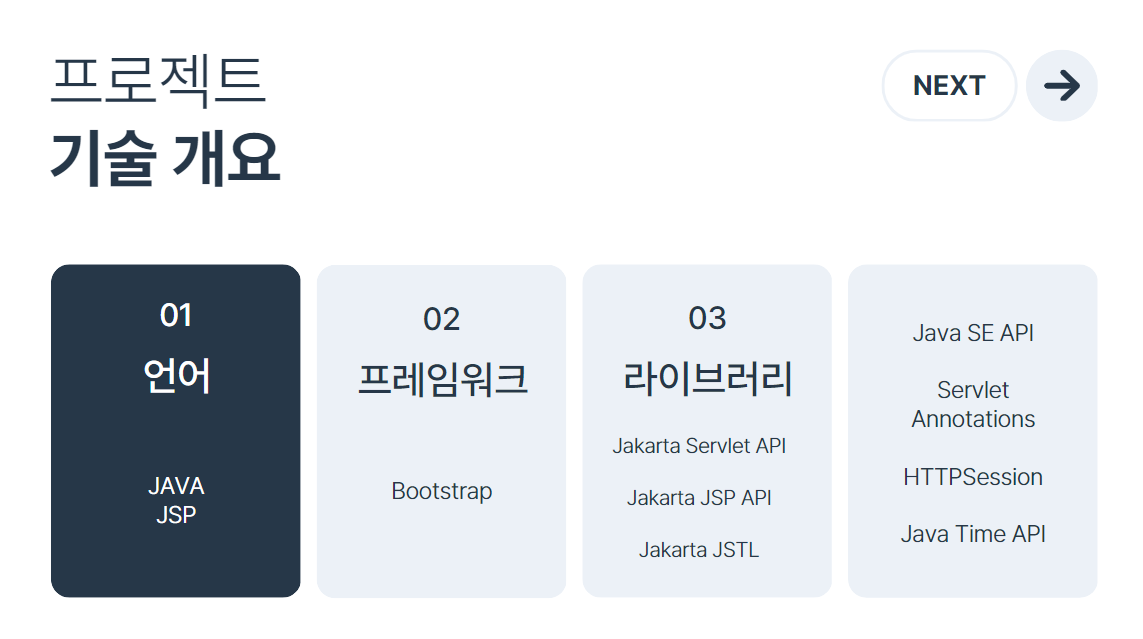 프로젝트
기술 개요
NEXT
01
언어
JAVA
JSP
02
프레임워크
Bootstrap
03
라이브러리
Jakarta Servlet API
Jakarta JSP API
Jakarta JSTL
Java SE API
Servlet
Annotations
HTTPSession
Java Time API